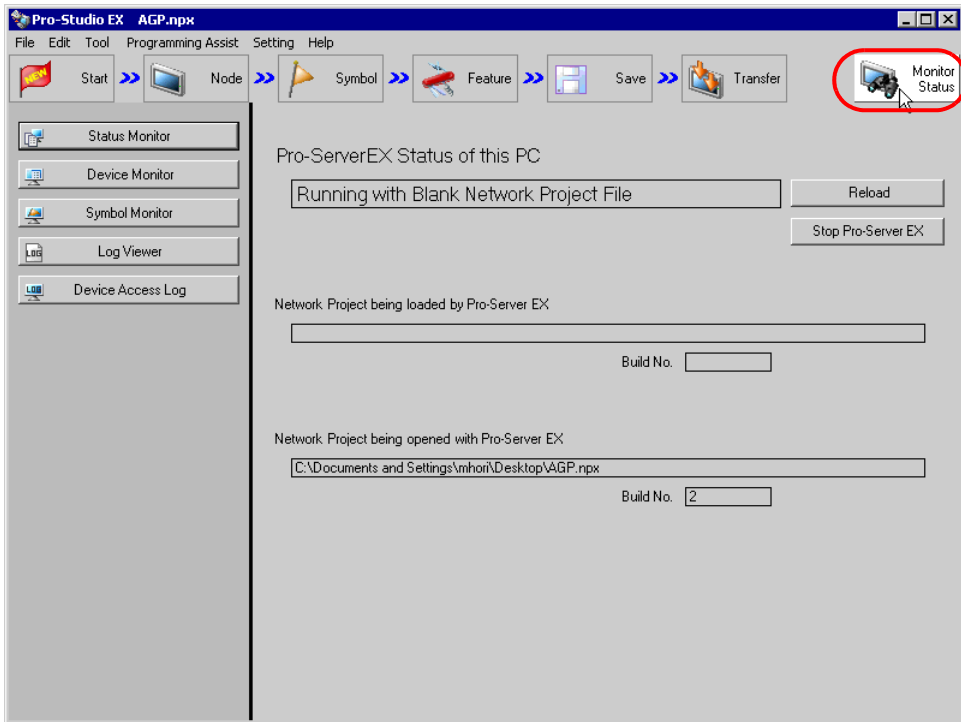 Pro-Studio EX AGP.npx
File Edit Tool Programming Assist Setting Help
NEW Start Node Symbol Feature Save Transfer Monitor Status
Status Monitor
Device Monitor
Symbol Monitor
LOG Log Viewer
LOG Device Access Log
Pro-ServerEX Status of this PC
Running with Blank Network Project File
Reload
Stop Pro-Server EX
Network Project being loaded by Pro-Server EX
Build No.
Network Project being opened with Pro-Server EX
C:\Documents and Settings\mhori\Desktop\AGP.npx
Build No. 2